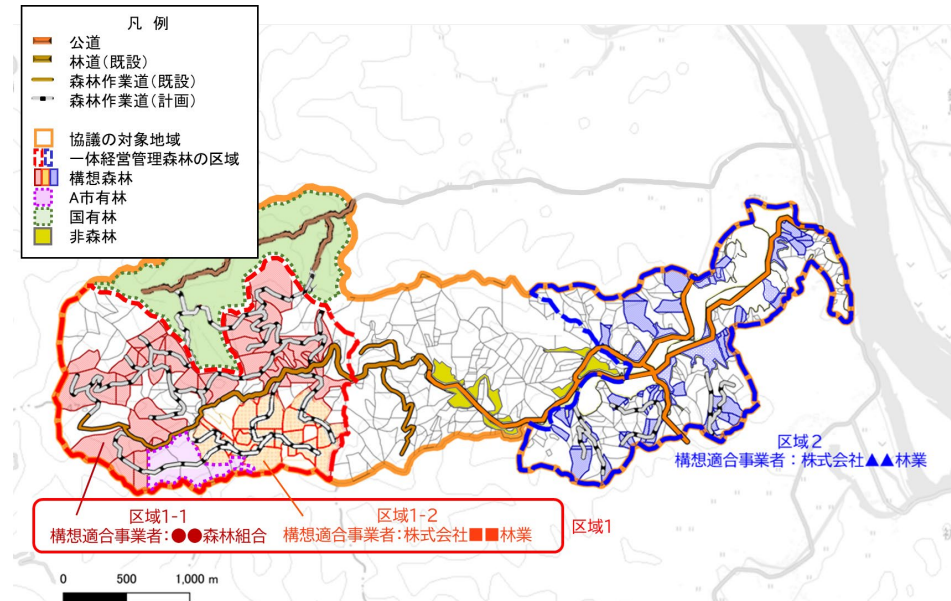 凡 例
公道
林道(既設)
森林作業道(既設)
森林作業道(計画)
協議の対象地域
一体経営管理森林の区域
構想森林
A市有林
国有林
非森林
区域2
構想適合事業者：株式会社▲▲林業
区域1-1
構想適合事業者：●●森林組合
区域1-2
構想適合事業者：株式会社■■林業
区域1
0 500 1,000 m